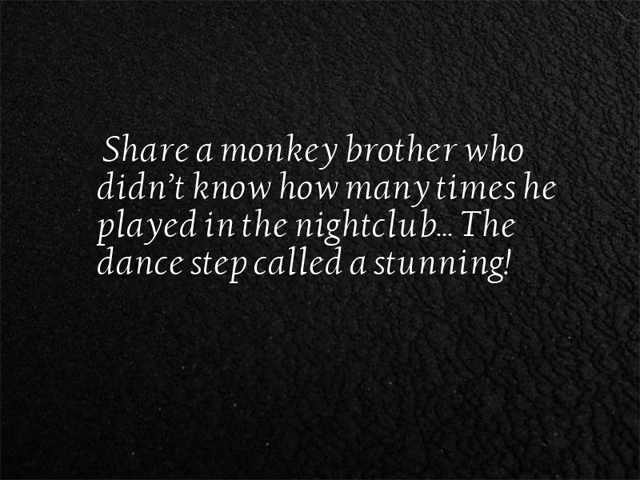 Share a monkey brother who
didn't know how many times he
played in the nightclub... The
dance step called a stunning!